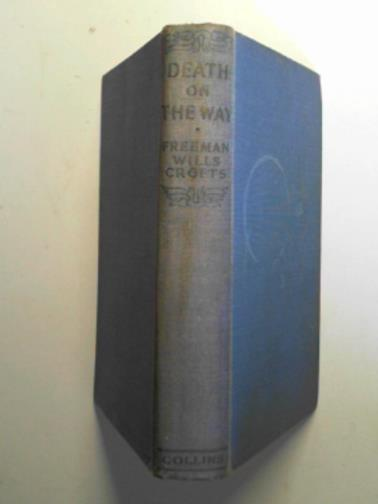 DEATH
ON
THE WAY
FREEMAN
WILLS
CROFTS
COLLINS